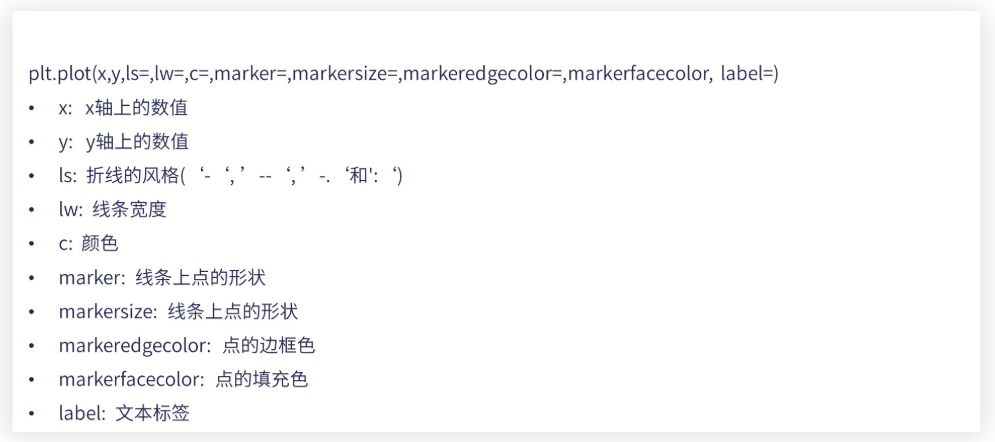 plt.plot(x,y,ls=,lw=,c=,marker=,markersize=,markeredgecolor=,markerfacecolor, label=)
• x: x轴上的数值
• y: y轴上的数值
• ls: 折线的风格(‘-‘,’--‘,’-.‘和':‘)
• lw: 线条宽度
• c: 颜色
• marker: 线条上点的形状
• markersize: 线条上点的形状
• markeredgecolor: 点的边框色
• markerfacecolor: 点的填充色
• label: 文本标签